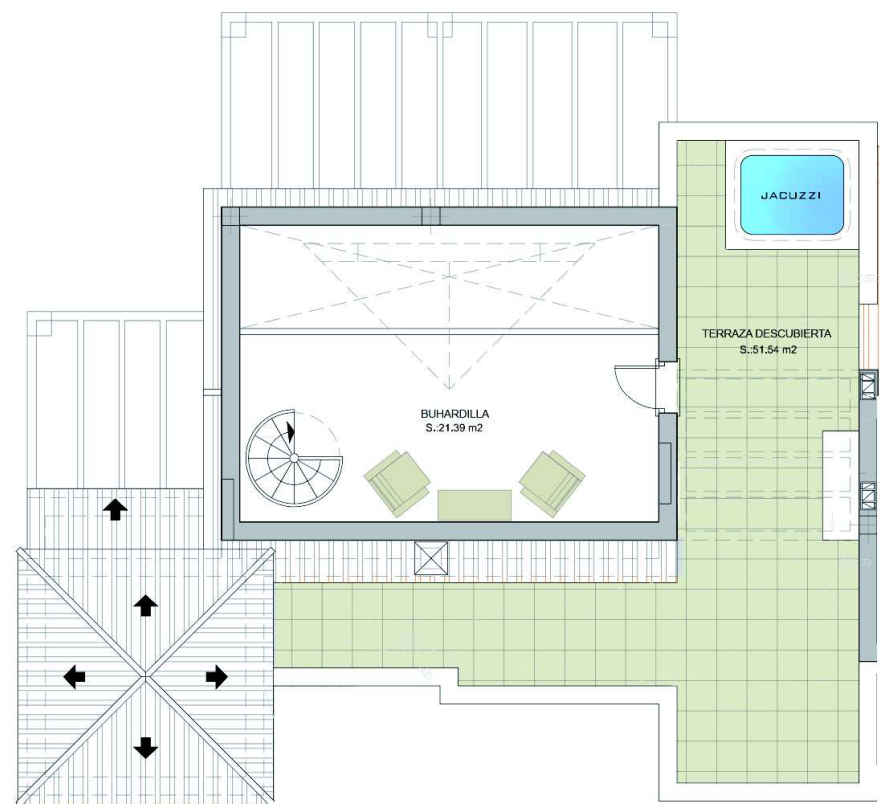 JACUZZI
TERRAZA DESCUBIERTA
S.:51.54 m2
BUHARDILLA
S.:21.39 m2